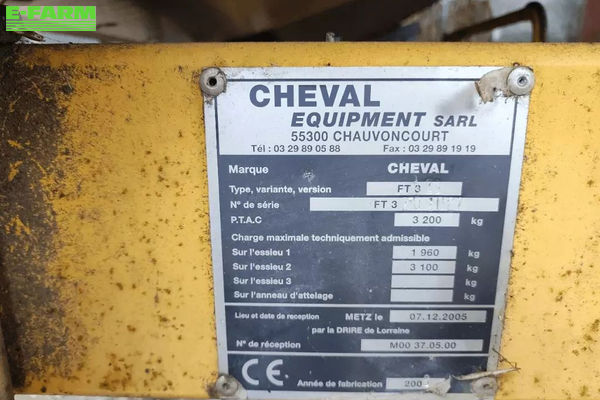 E-FARM
CHEVAL
EQUIPMENT SARL
55300 CHAUVONCOURT
Tél : 03 29 89 05 88 Fax : 03 29 89 19 19
Marque CHEVAL
Type, variante, version FT 3
N° de série FT 3
P.T.A.C 3 200 kg
Charge maximale techniquement admissible
Sur l'essieu 1 1 960 kg
Sur l'essieu 2 3 100 kg
Sur l'essieu 3 kg
Sur l'anneau d'attelage kg
Lieu et date de reception METZ le 07.12.2005
par la DRIRE de Lorraine
N° de réception M00 37.05.00
CE Année de fabrication 200